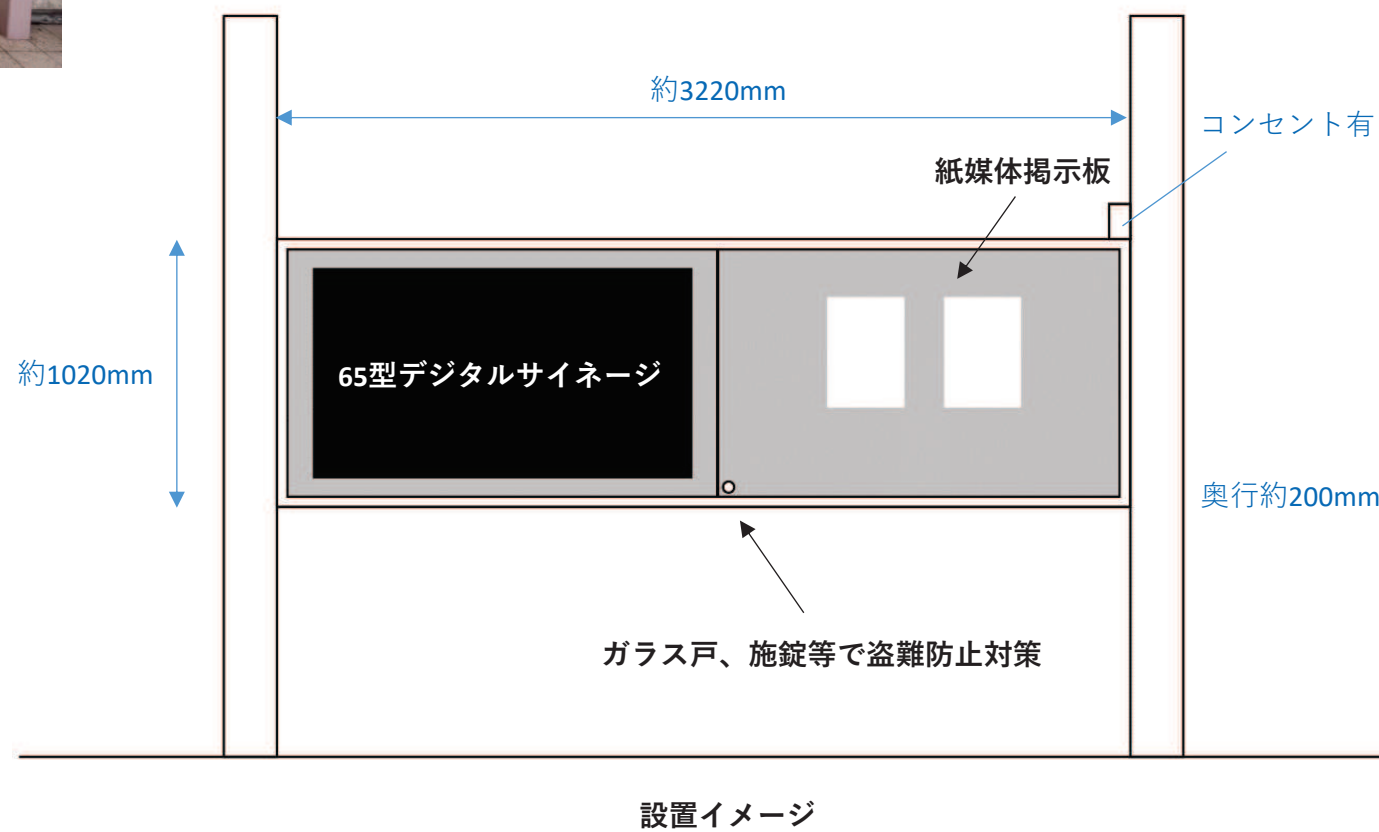 約3220mm
コンセント有
紙媒体掲示板
約1020mm
65型デジタルサイネージ
奥行約200mm
ガラス戸、施錠等で盗難防止対策
設置イメージ